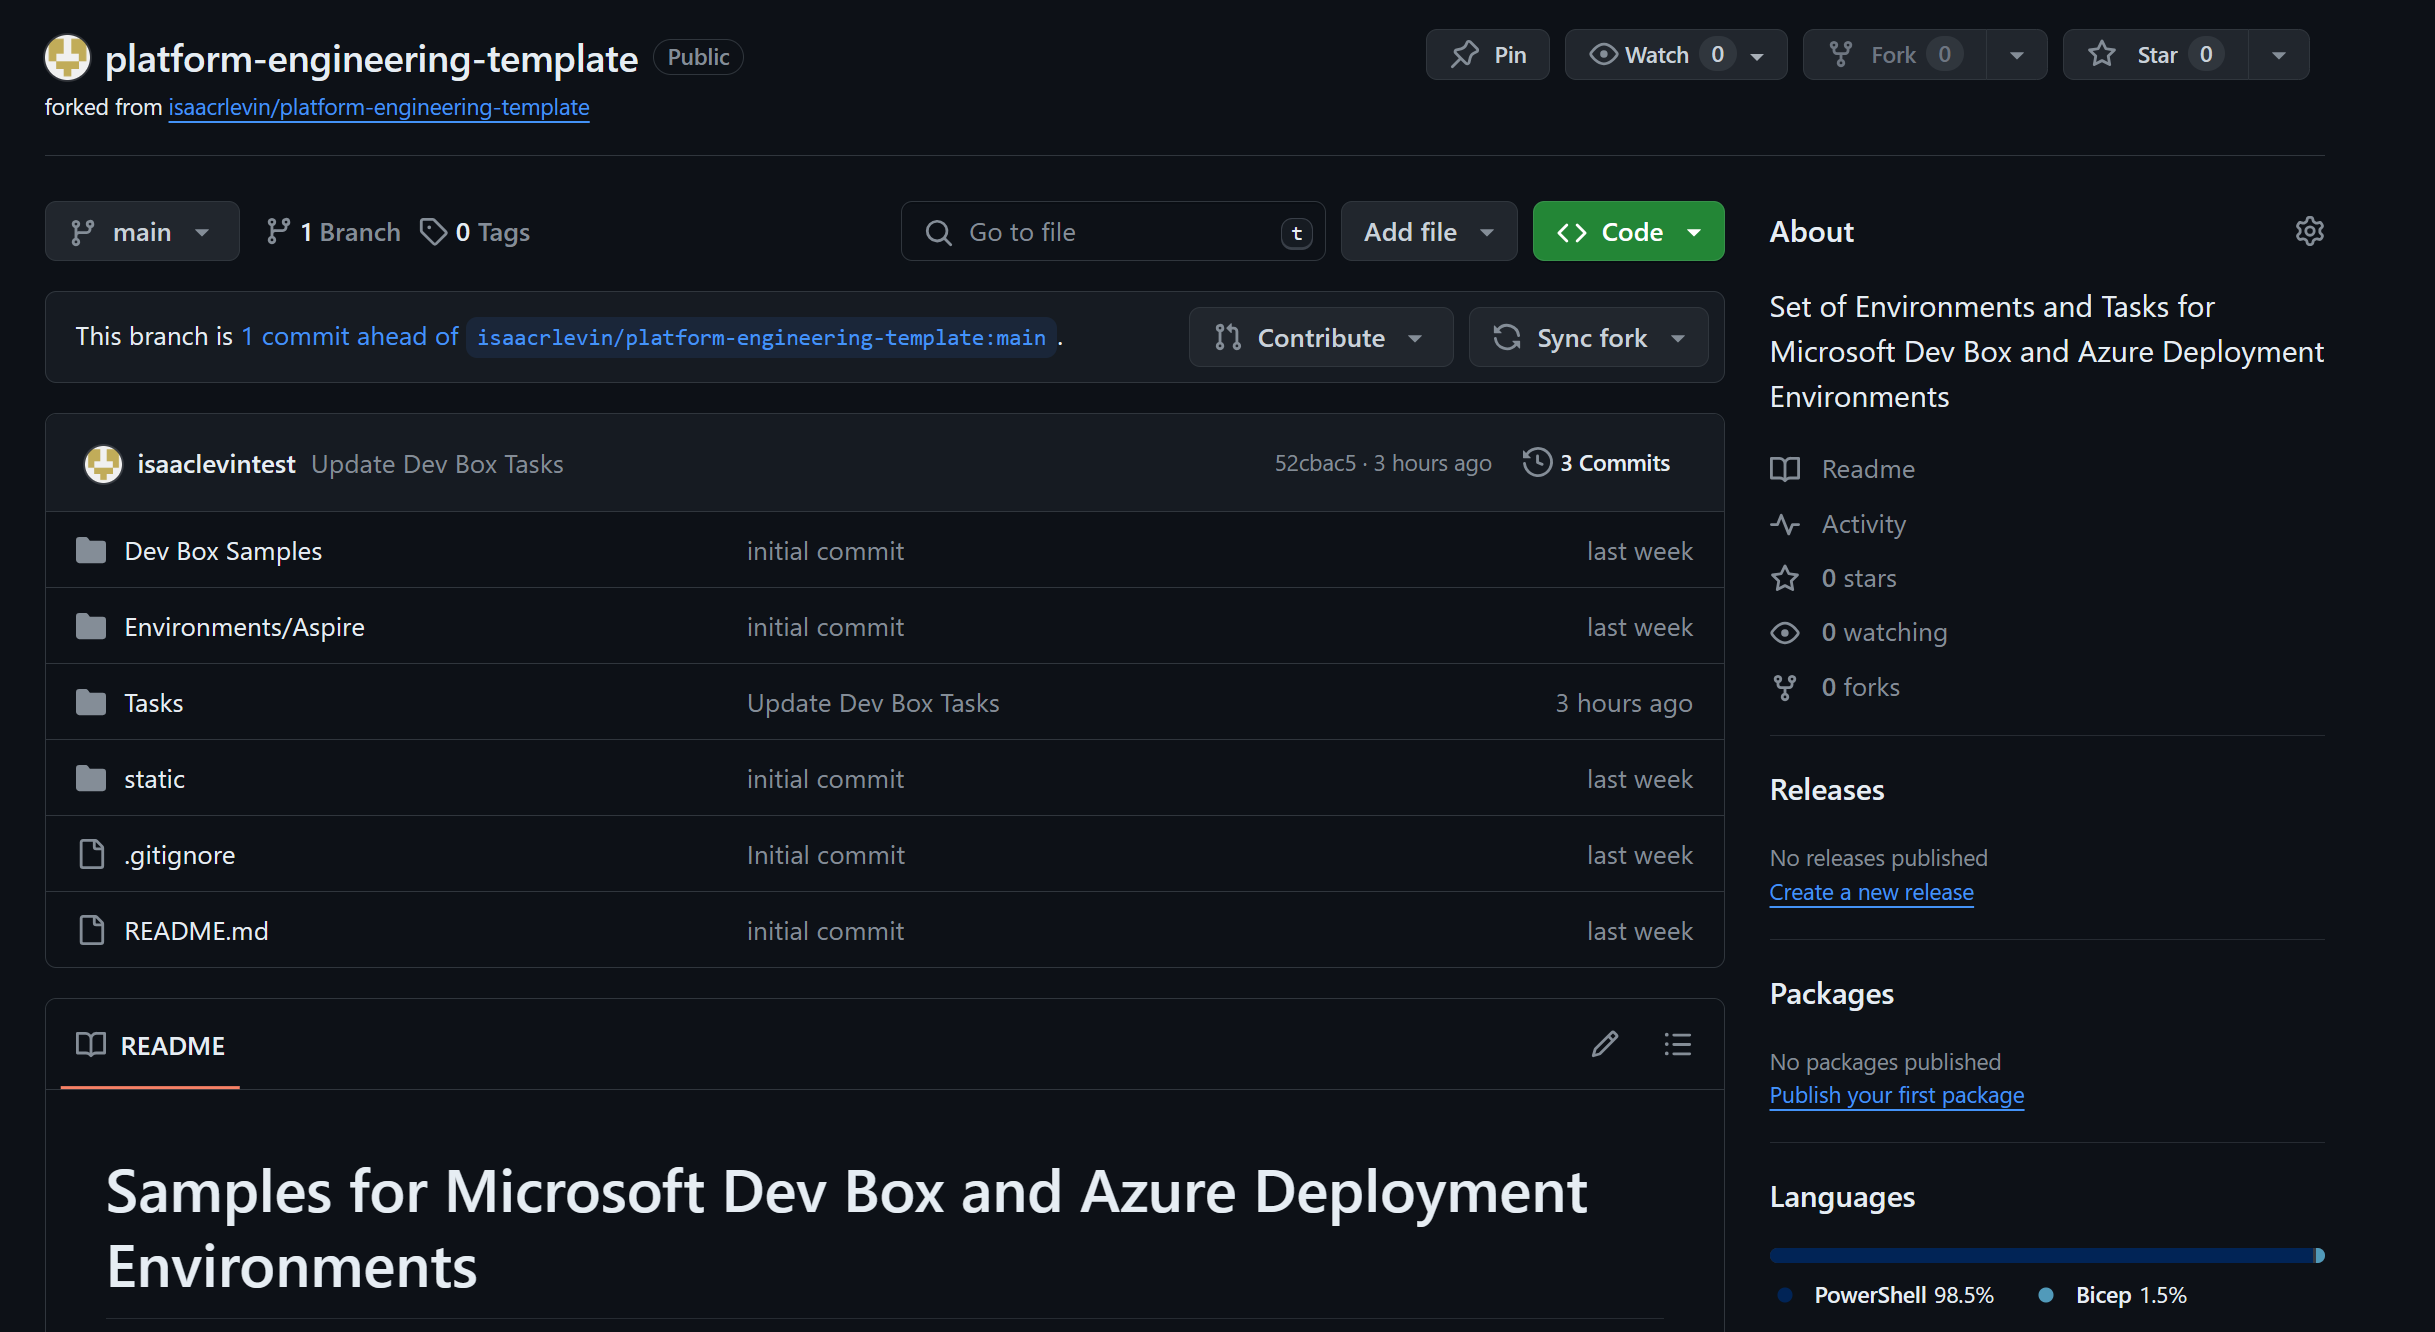 platform-engineering-template Public
Pin
Watch 0
Fork 0
Star 0
forked from isaacrlevin/platform-engineering-template
main
1 Branch
0 Tags
Go to file
t
Add file
Code
This branch is 1 commit ahead of isaacrlevin/platform-engineering-template:main .
Contribute
Sync fork
isaaclevintest Update Dev Box Tasks
52cbac5 · 3 hours ago
3 Commits
Dev Box Samples
initial commit
last week
Environments/Aspire
initial commit
last week
Tasks
Update Dev Box Tasks
3 hours ago
static
initial commit
last week
.gitignore
Initial commit
last week
README.md
initial commit
last week
README
Samples for Microsoft Dev Box and Azure Deployment
Environments
About
Set of Environments and Tasks for
Microsoft Dev Box and Azure Deployment
Environments
Readme
Activity
0 stars
0 watching
0 forks
Releases
No releases published
Create a new release
Packages
No packages published
Publish your first package
Languages
PowerShell 98.5%
Bicep 1.5%